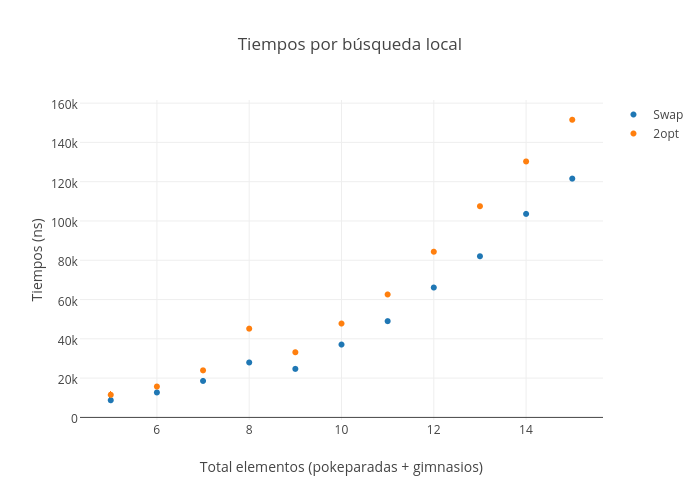 Tiempos por búsqueda local
Swap
2opt
Tiempos (ns)
160k
140k
120k
100k
80k
60k
40k
20k
0
6
8
10
12
14
Total elementos (pokeparadas + gimnasios)